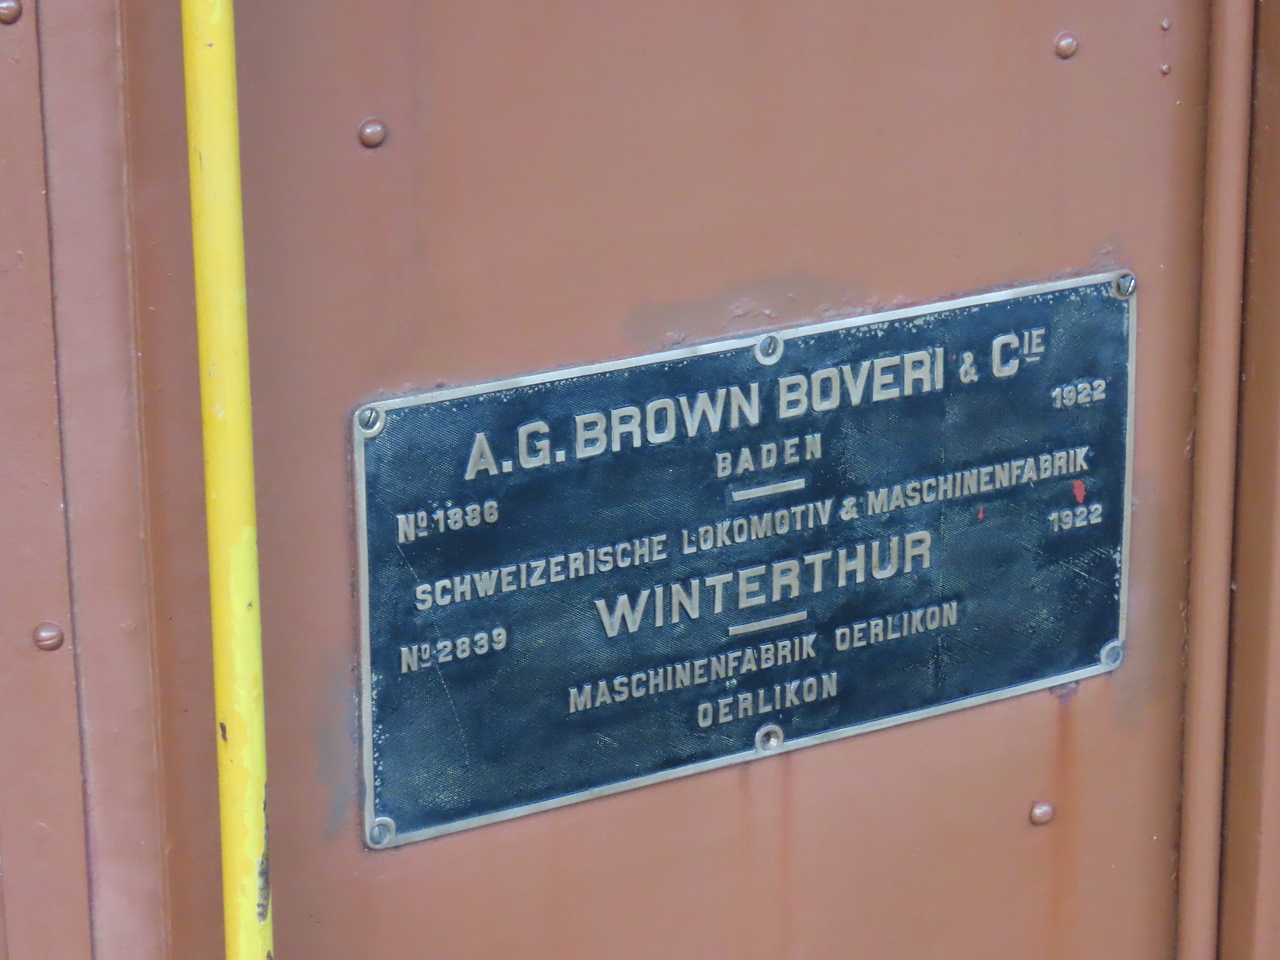 A.G. BROWN BOVERI & CIE
BADEN
1922
No 1886
SCHWEIZERISCHE LOKOMOTIV & MASCHINENFABRIK
WINTERTHUR
1922
No 2839
MASCHINENFABRIK OERLIKON
OERLIKON